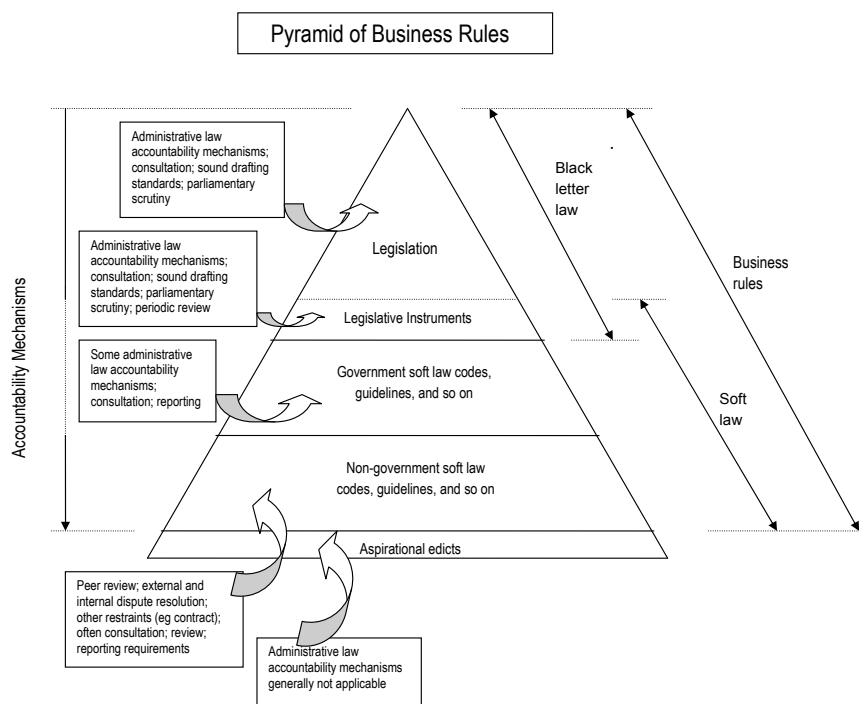 Pyramid of Business Rules
Administrative law
accountability mechanisms;
consultation; sound drafting
standards; parliamentary
scrutiny
Black
letter
law
Legislation
Administrative law
accountability mechanisms;
consultation; sound drafting
standards; parliamentary
scrutiny; periodic review
Business
rules
Accountability Mechanisms
Legislative Instruments
Some administrative
law accountability
mechanisms;
consultation; reporting
Government soft law codes,
guidelines, and so on
Soft
law
Non-government soft law
codes, guidelines, and so on
Aspirational edicts
Peer review; external and
internal dispute resolution;
other restraints (eg contract);
often consultation; review;
reporting requirements
Administrative law
accountability mechanisms
generally not applicable